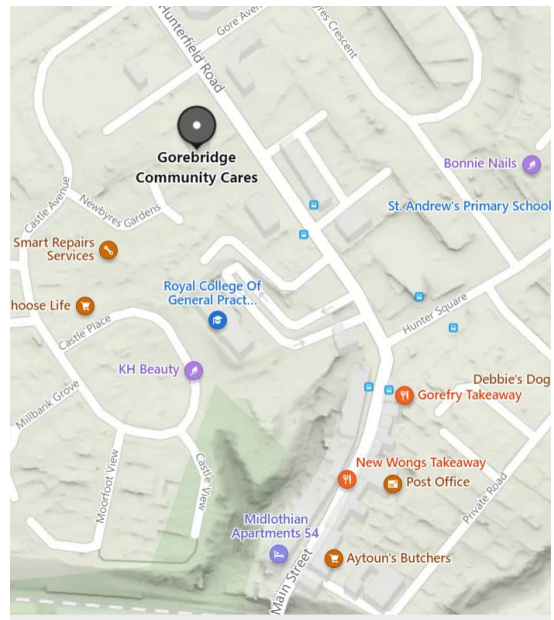 Gore Aven
yres Crescent
Hunterfield Road
Gorebridge
Community Cares
Bonnie Nails
Castle Avenue
Newbyres Gardens
St. Andrew's Primary School
Smart Repairs
Services
Royal College Of
General Pract...
hoose Life
Hunter Square
Castle Place
KH Beauty
Debbie's Dog
Gorefry Takeaway
Millbank Grove
New Wongs Takeaway
Post Office
Moorfoot View
Castle View
Private Road
Midlothian
Apartments 54
Aytoun's Butchers
Main Street